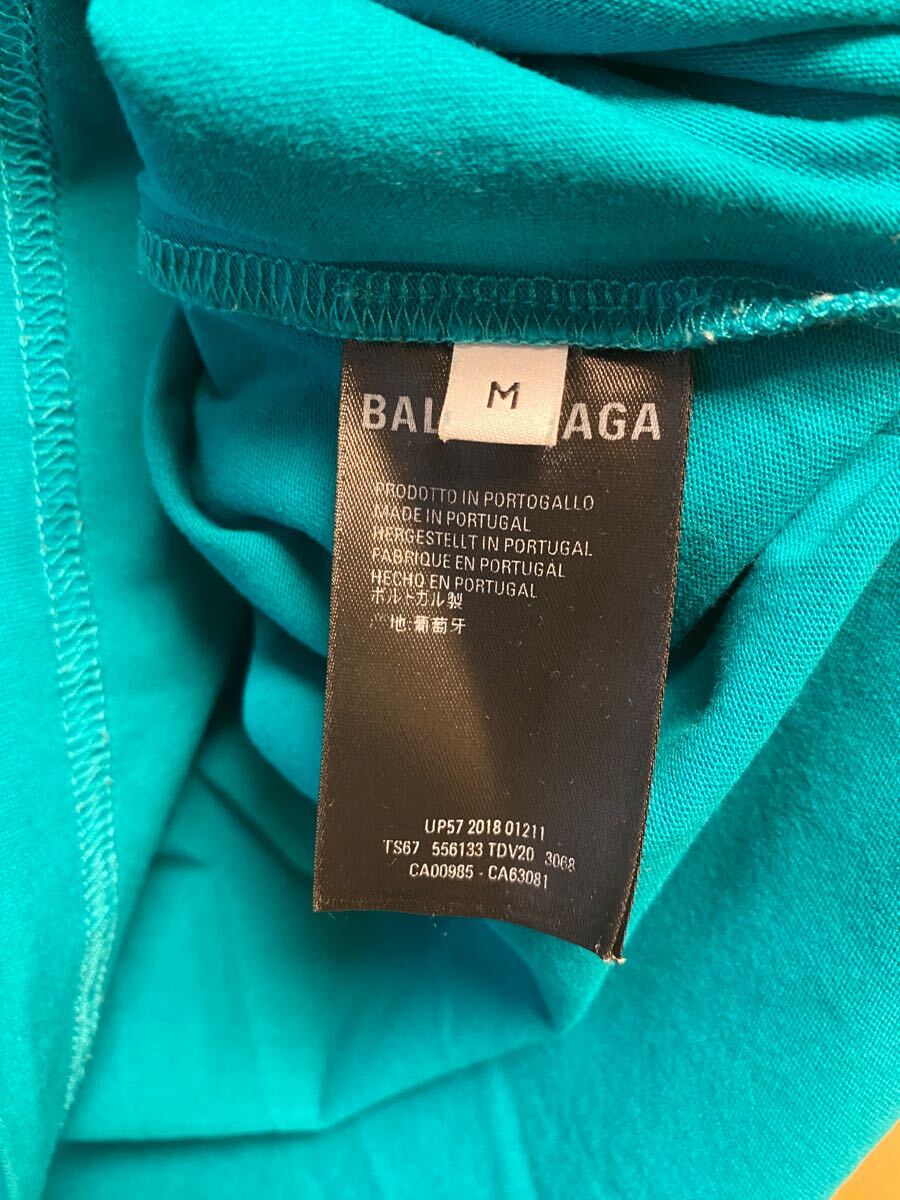 M
BAL AGA
PRODOTTO IN PORTOGALLO
MADE IN PORTUGAL
HERGESTELLT IN PORTUGAL
FABRIQUE EN PORTUGAL
HECHO EN PORTUGAL
ポルトガル製
地:葡萄牙
UP57 2018 01211
TS67 556133 TDV20 3068
CA00985 - CA63081